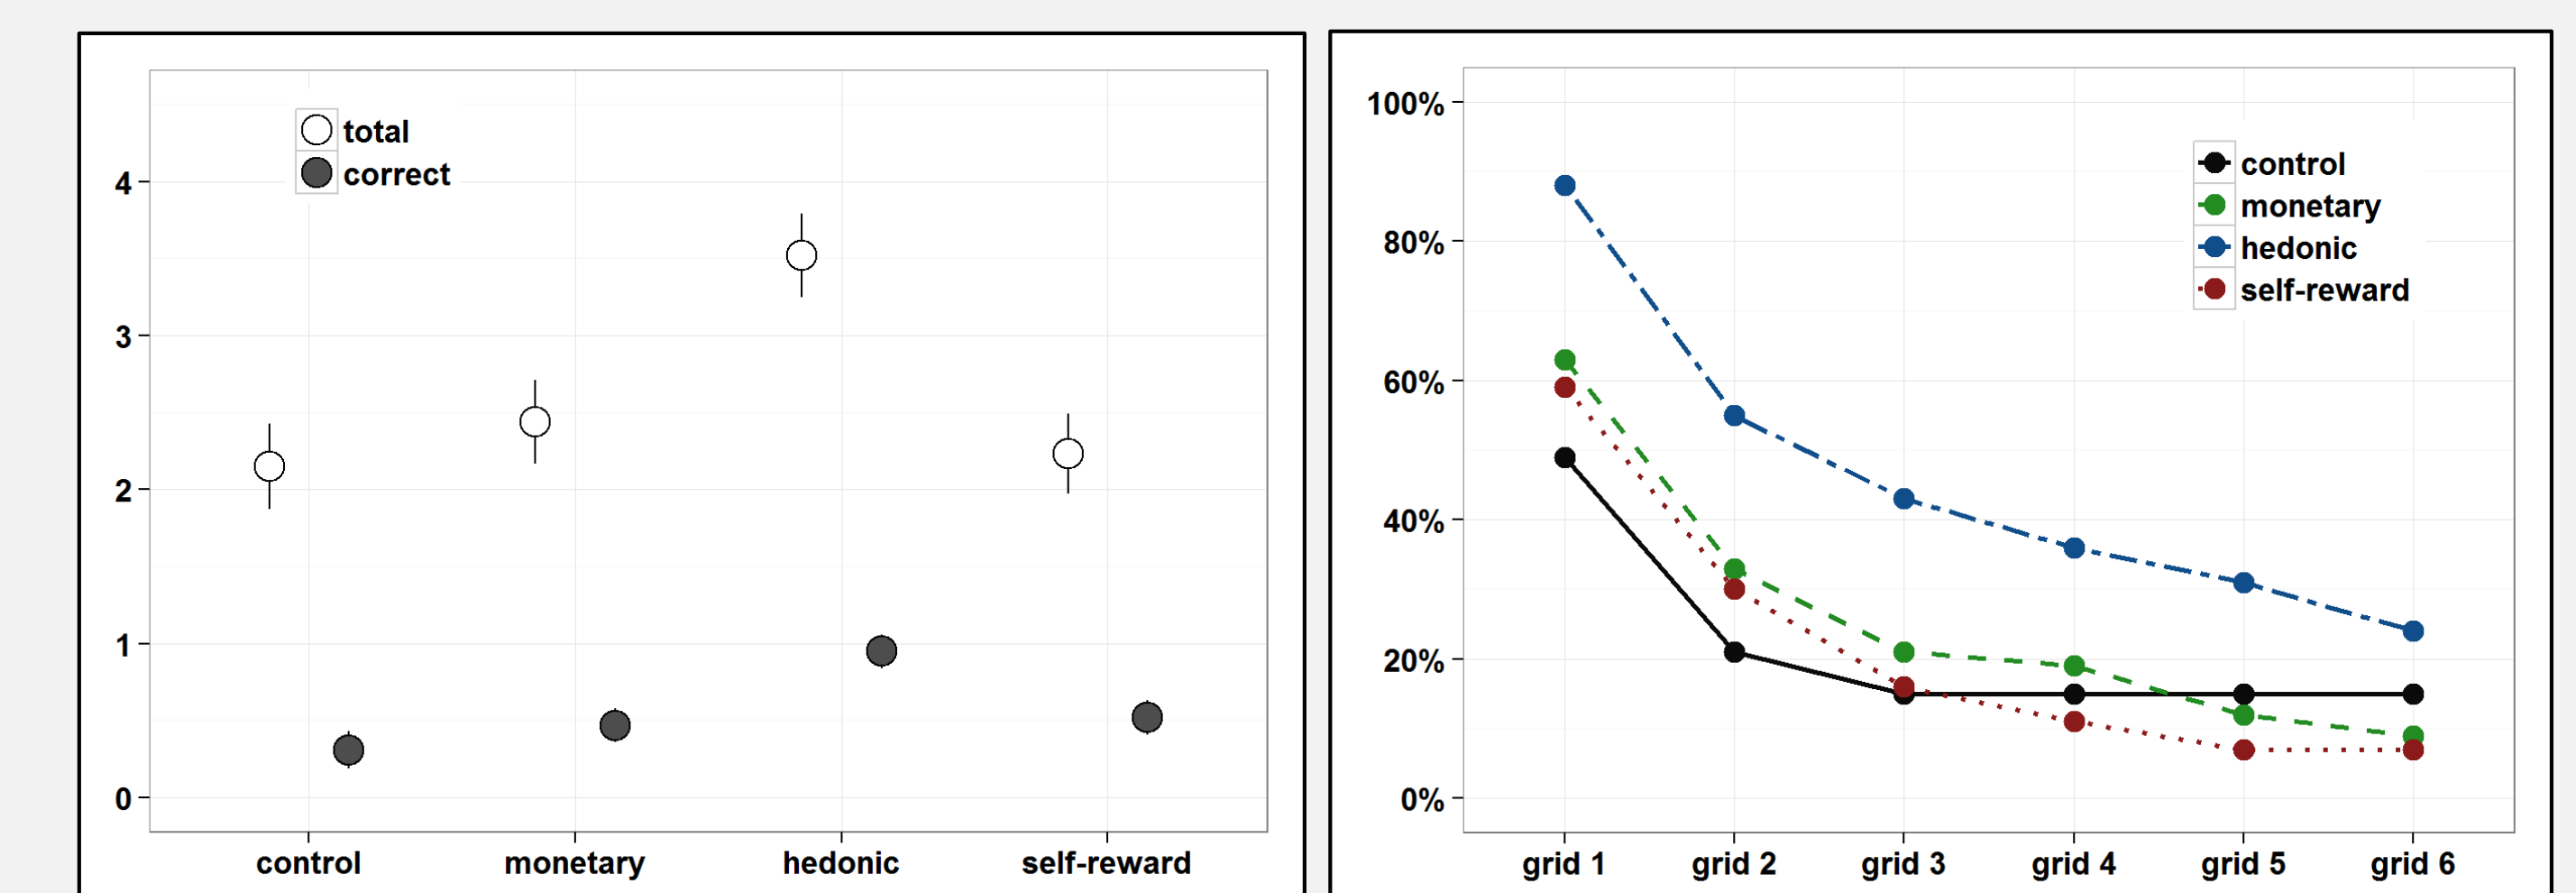 total
correct
4
3
2
1
0
control monetary hedonic self-reward
100%
80%
60%
40%
20%
0%
control
monetary
hedonic
self-reward
grid 1 grid 2 grid 3 grid 4 grid 5 grid 6